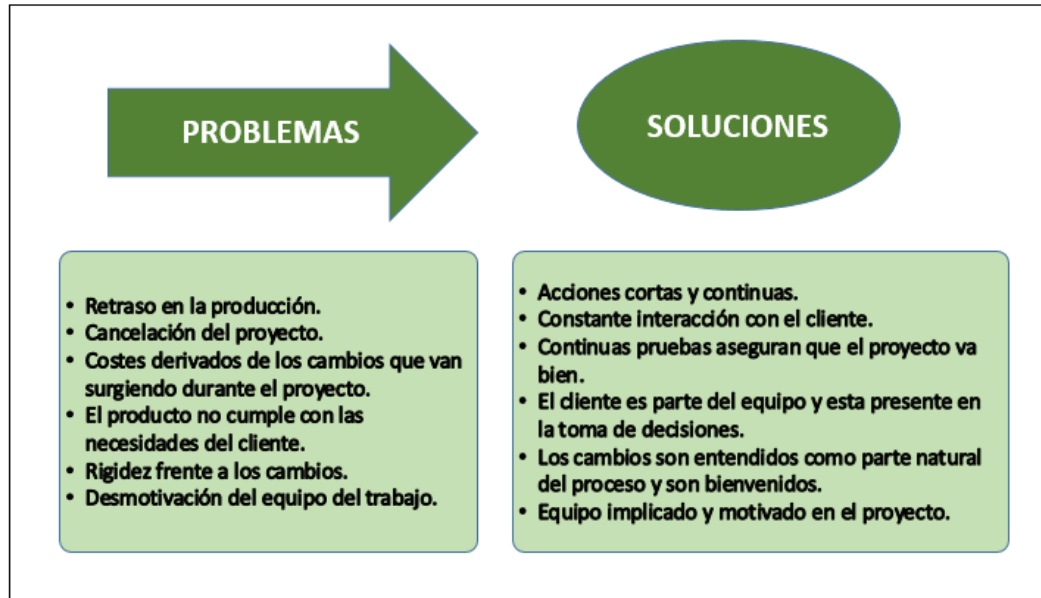 PROBLEMAS
SOLUCIONES
• Retraso en la producción.
• Cancelación del proyecto.
• Costes derivados de los cambios que van
surgiendo durante el proyecto.
• El producto no cumple con las
necesidades del cliente.
• Rigidez frente a los cambios.
• Desmotivación del equipo del trabajo.
• Acciones cortas y continuas.
• Constante interacción con el cliente.
• Continuas pruebas aseguran que el proyecto va
bien.
• El cliente es parte del equipo y esta presente en
la toma de decisiones.
• Los cambios son entendidos como parte natural
del proceso y son bienvenidos.
• Equipo implicado y motivado en el proyecto.